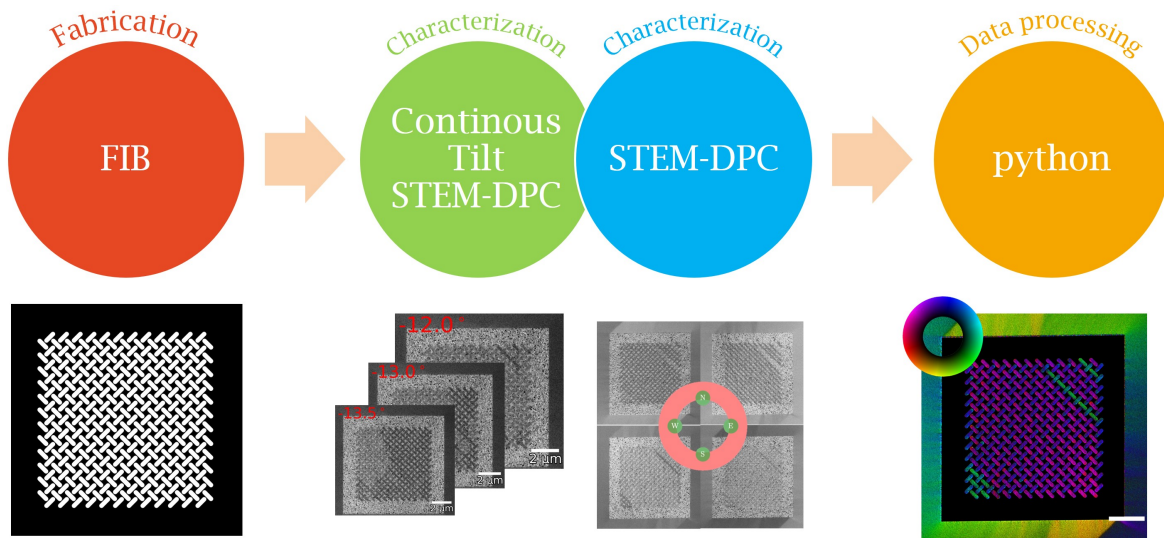 Fabrication
Characterization
Characterization
Data processing
FIB
Continous
Tilt
STEM-DPC
STEM-DPC
python
-12.0°
-13.0°
-13.5°
2 μm
2 μm
2 μm
N
W
E
S